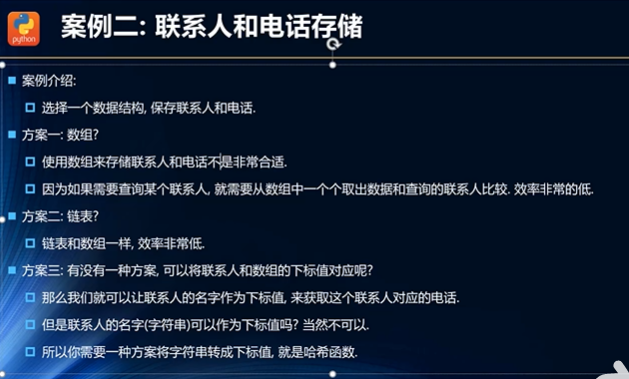 python
案例二: 联系人和电话存储
案例介绍:
选择一个数据结构, 保存联系人和电话.
方案一: 数组?
使用数组来存储联系人和电话不是非常合适.
因为如果需要查询某个联系人, 就需要从数组中一个个取出数据和查询的联系人比较. 效率非常的低.
方案二: 链表?
链表和数组一样, 效率非常低.
方案三: 有没有一种方案, 可以将联系人和数组的下标值对应呢?
那么我们就可以让联系人的名字作为下标值, 来获取这个联系人对应的电话.
但是联系人的名字(字符串)可以作为下标值吗? 当然不可以.
所以你需要一种方案将字符串转成下标值, 就是哈希函数.